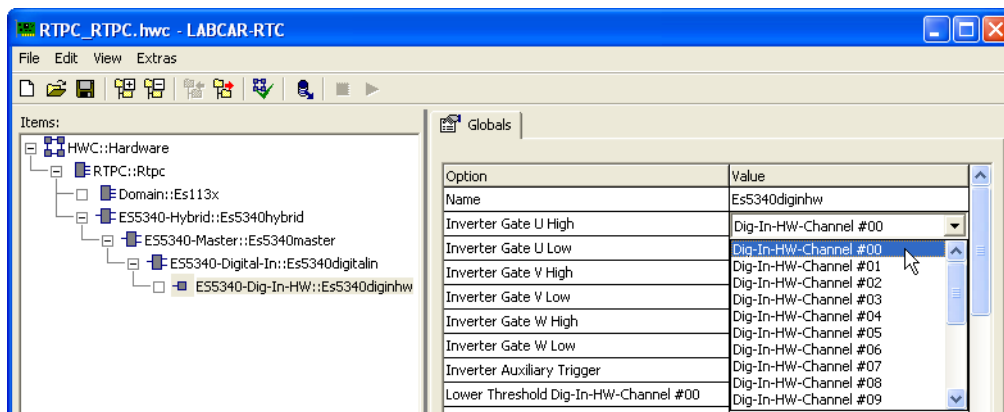 RTPC_RTPC.hwc - LABCAR-RTC
File Edit View Extras
Items:
HWC::Hardware
RTPC::Rtpc
Domain::Es113x
ES5340-Hybrid::Es5340hybrid
ES5340-Master::Es5340master
ES5340-Digital-In::Es5340digitalin
ES5340-Dig-In-HW::Es5340diginhw
Globals
Option Value
Name Es5340diginhw
Inverter Gate U High Dig-In-HW-Channel #00
Inverter Gate U Low
Inverter Gate V High
Inverter Gate V Low
Inverter Gate W High
Inverter Gate W Low
Inverter Auxiliary Trigger
Lower Threshold Dig-In-HW-Channel #00
Dig-In-HW-Channel #00
Dig-In-HW-Channel #01
Dig-In-HW-Channel #02
Dig-In-HW-Channel #03
Dig-In-HW-Channel #04
Dig-In-HW-Channel #05
Dig-In-HW-Channel #06
Dig-In-HW-Channel #07
Dig-In-HW-Channel #08
Dig-In-HW-Channel #09